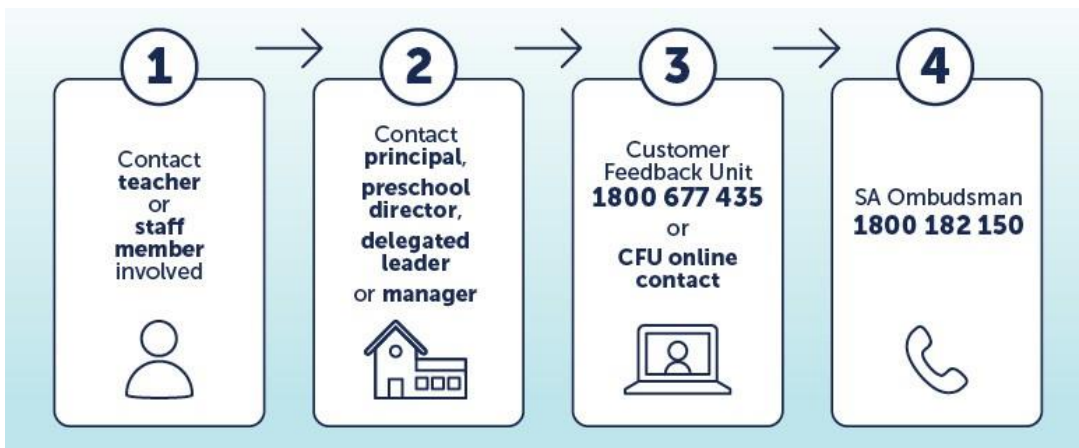 1
Contact
teacher
or
staff
member
involved
2
Contact
principal,
preschool
director,
delegated
leader
or manager
3
Customer
Feedback Unit
1800 677 435
or
CFU online
contact
4
SA Ombudsman
1800 182 150